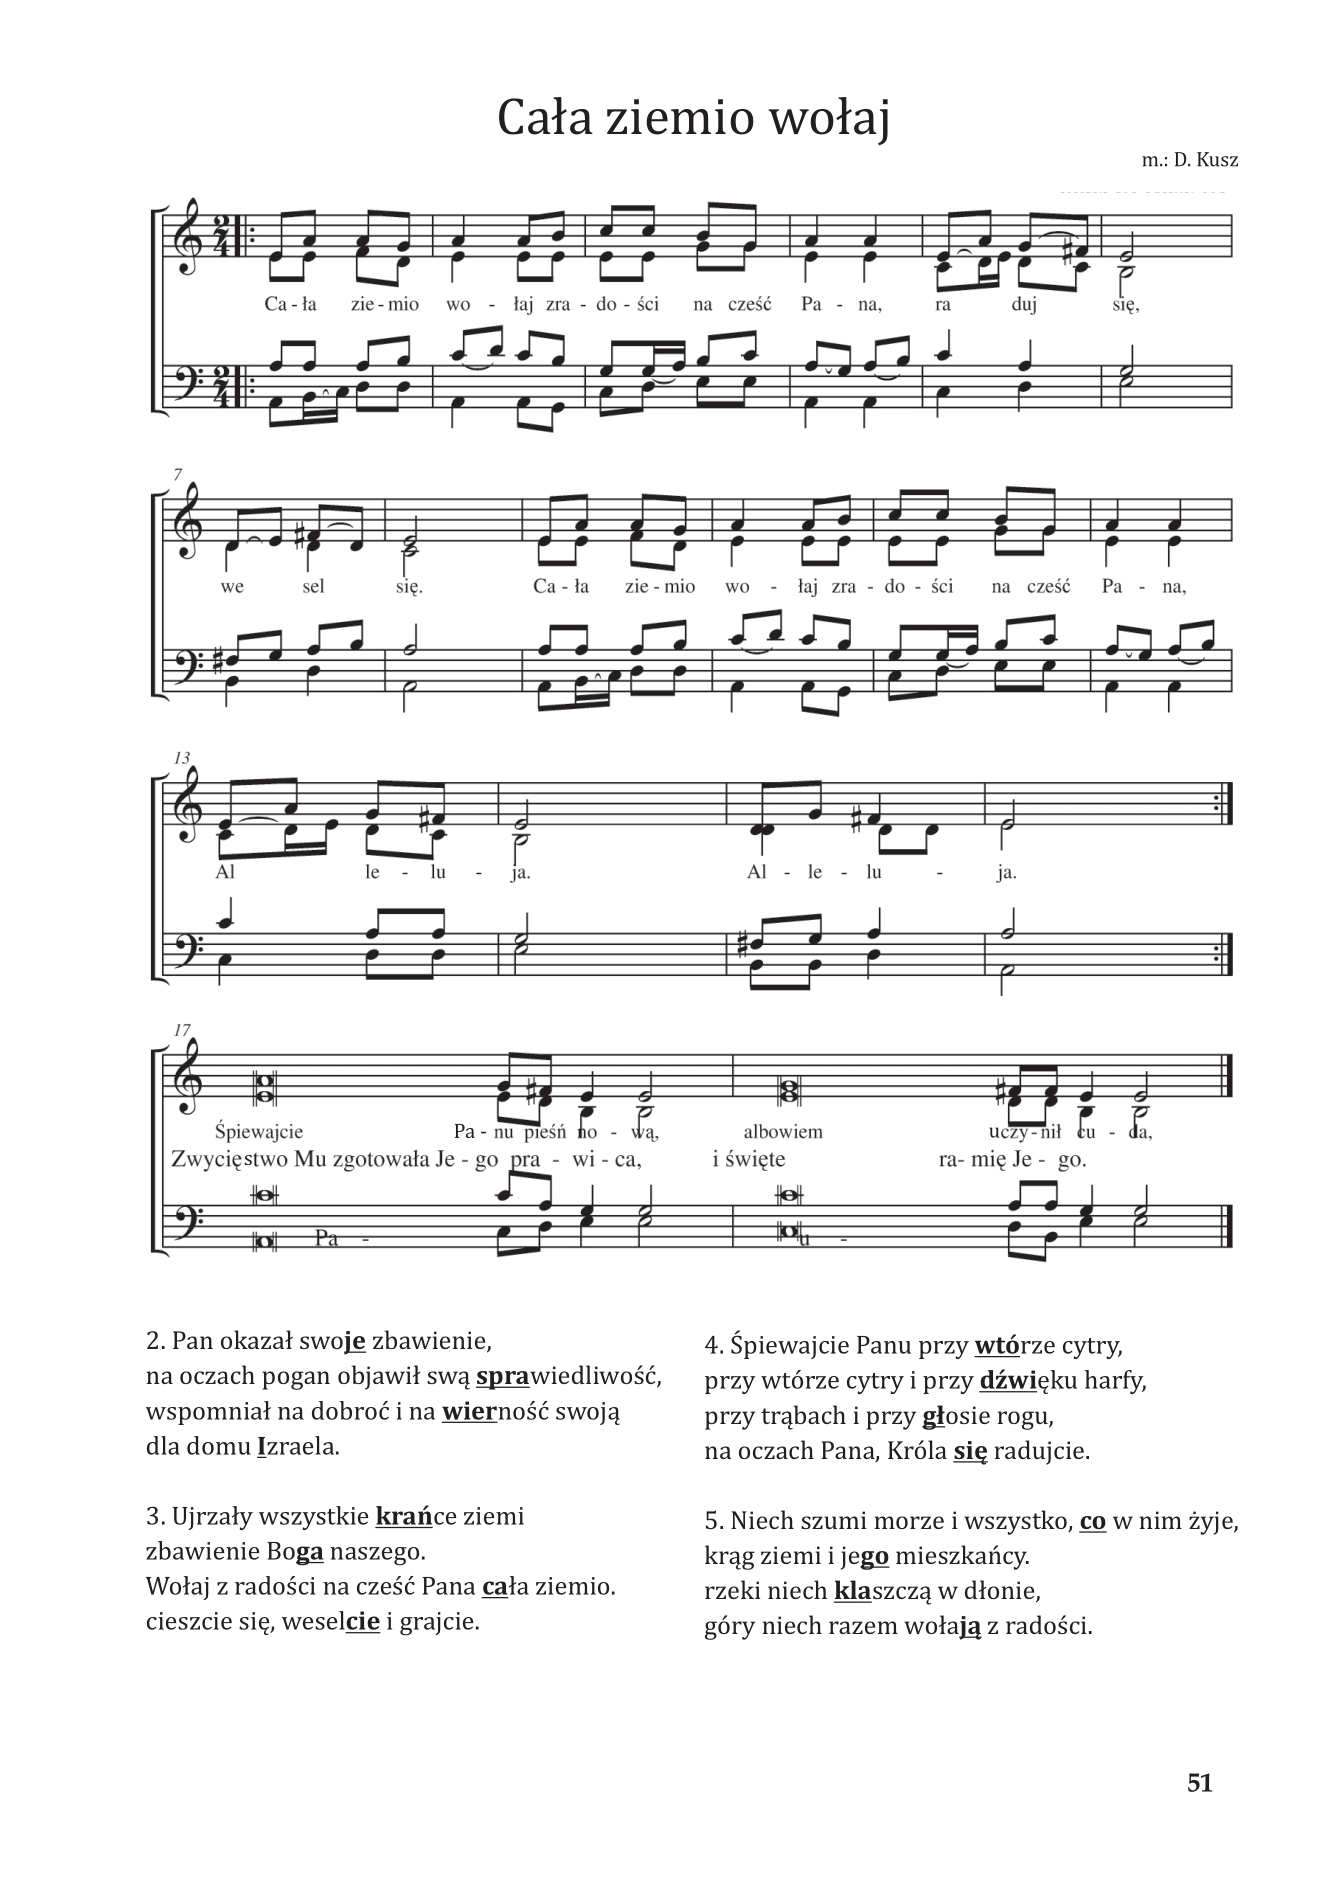 Cała ziemio wołaj
m.: D. Kusz
2/4
Ca - ła zie - mio wo - łaj zra - do - ści na cześć Pa - na, ra duj się,
2/4
7
we sel się. Ca - ła zie - mio wo - łaj zra - do - ści na cześć Pa - na,
13
Al le - lu - ja. Al - le - lu - ja.
17
Śpiewajcie Pa - nu pieśń no - wą, albowiem uczy - nił cu - da,
Zwycięstwo Mu zgotowała Je - go pra - wi - ca, i święte ra- mię Je - go.
Pa - u -
2. Pan okazał swoje zbawienie,
na oczach pogan objawił swą sprawiedliwość,
wspomniał na dobroć i na wierność swoją
dla domu Izraela.
3. Ujrzały wszystkie krańce ziemi
zbawienie Boga naszego.
Wołaj z radości na cześć Pana cała ziemio.
cieszcie się, weselcie i grajcie.
4. Śpiewajcie Panu przy wtórze cytry,
przy wtórze cytry i przy dźwięku harfy,
przy trąbach i przy głosie rogu,
na oczach Pana, Króla się radujcie.
5. Niech szumi morze i wszystko, co w nim żyje,
krąg ziemi i jego mieszkańcy.
rzeki niech klaszczą w dłonie,
góry niech razem wołają z radości.
51